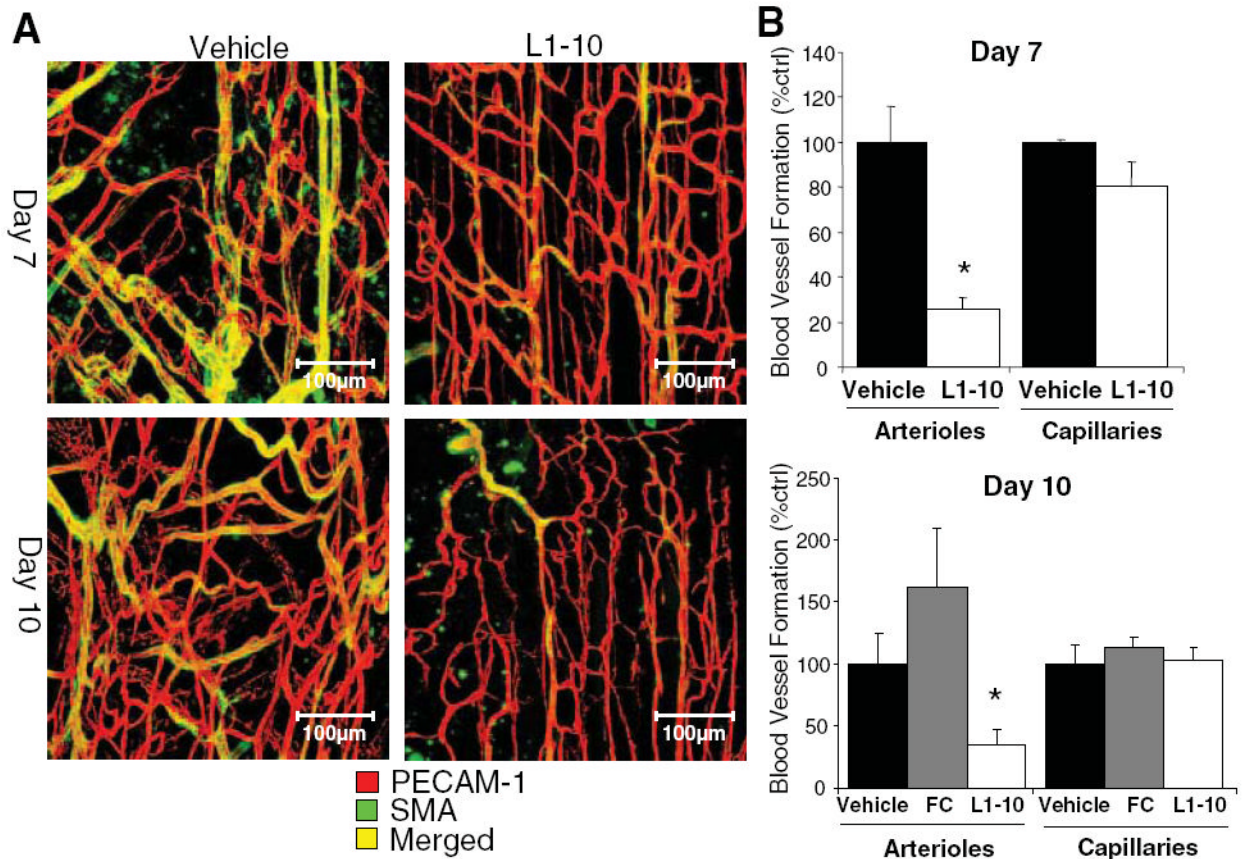 A
Vehicle
L1-10
Day 7
100µm
100µm
Day 10
100µm
100µm
PECAM-1
SMA
Merged
B
Day 7
Blood Vessel Formation (%ctrl)
140
120
100
80
60
40
20
0
Vehicle L1-10 Vehicle L1-10
Arterioles Capillaries
*
Day 10
Blood Vessel Formation (%ctrl)
250
200
150
100
50
0
Vehicle FC L1-10 Vehicle FC L1-10
Arterioles Capillaries
*